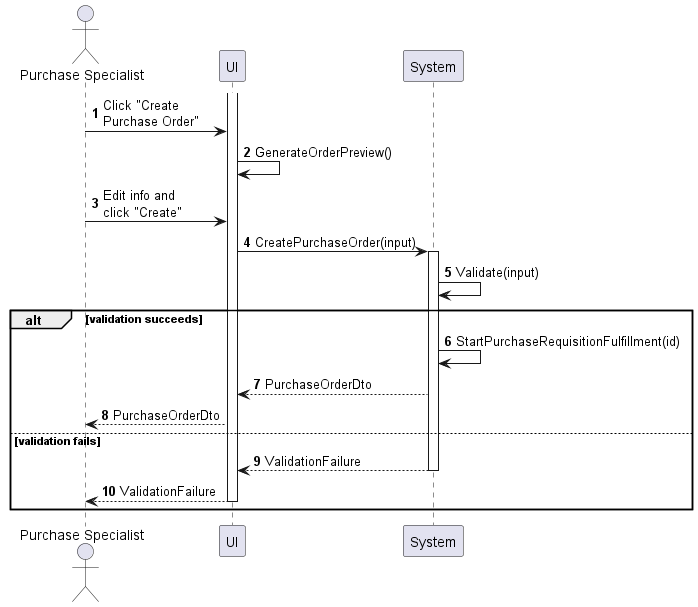 Purchase Specialist
UI
System
1 Click "Create
Purchase Order"
2 GenerateOrderPreview()
3 Edit info and
click "Create"
4 CreatePurchaseOrder(input)
5 Validate(input)
alt [validation succeeds]
6 StartPurchaseRequisitionFulfillment(id)
7 PurchaseOrderDto
8 PurchaseOrderDto
[validation fails]
9 ValidationFailure
10 ValidationFailure
Purchase Specialist
UI
System